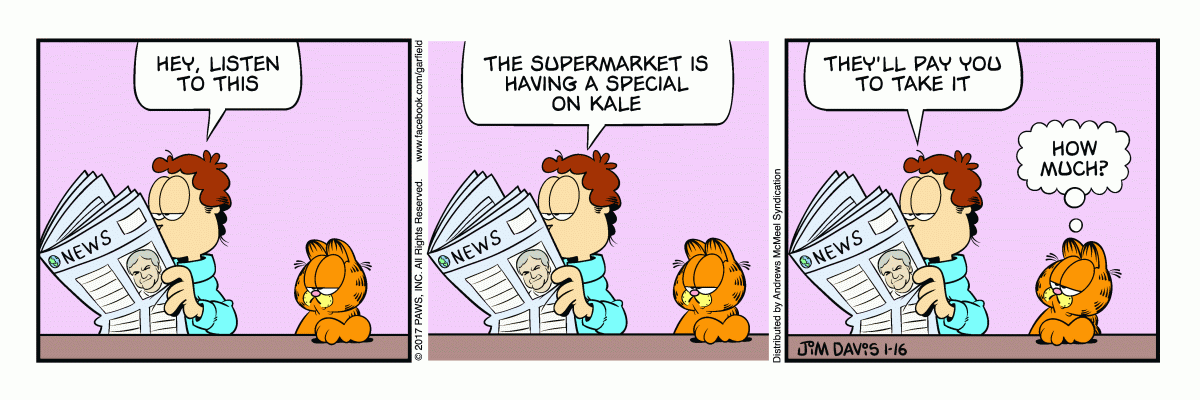 HEY, LISTEN
TO THIS
NEWS
www.facebook.com/garfield
© 2017 PAWS, INC. All Rights Reserved.
THE SUPERMARKET IS
HAVING A SPECIAL
ON KALE
NEWS
Distributed by Andrews McMeel Syndication
THEY'LL PAY YOU
TO TAKE IT
HOW
MUCH?
NEWS
JIM DAVIS 1-16